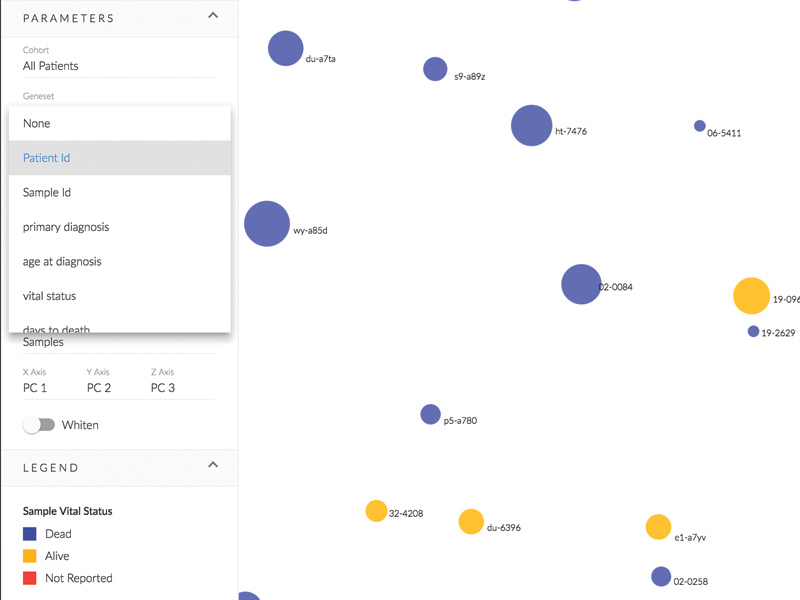 PARAMETERS
Cohort
All Patients
Geneset
None
Patient Id
Sample Id
primary diagnosis
age at diagnosis
vital status
days to death
Samples
X Axis Y Axis Z Axis
PC 1 PC 2 PC 3
Whiten
LEGEND
Sample Vital Status
Dead
Alive
Not Reported
du-a7ta
s9-a89z
ht-7476
06-5411
wy-a85d
02-0084
19-096
19-2629
p5-a780
32-4208
du-6396
e1-a7yv
02-0258